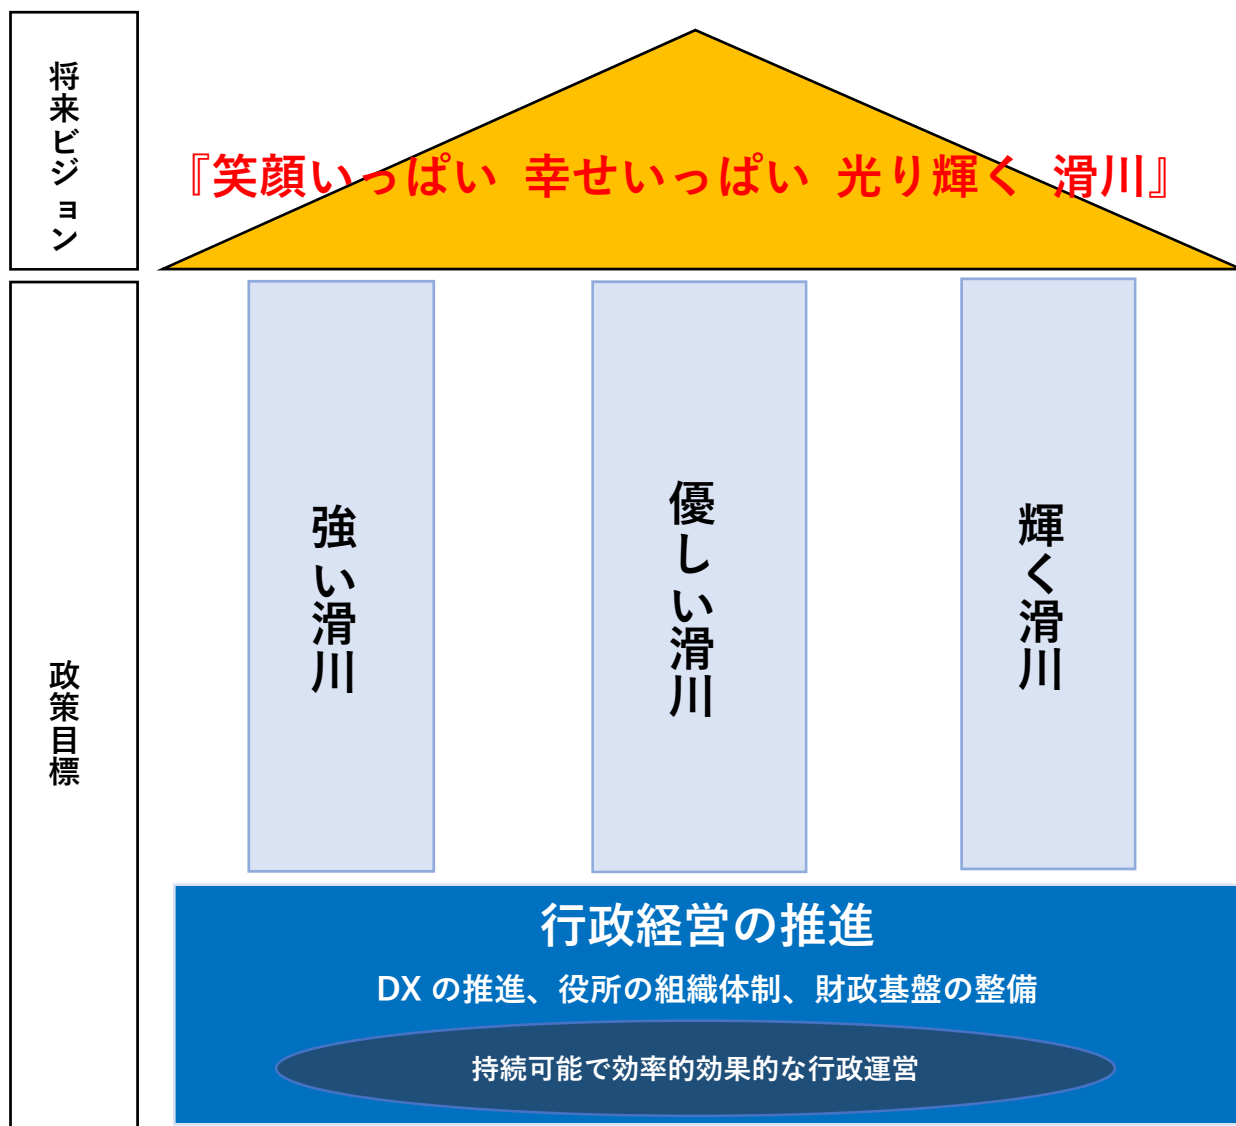 将来ビジョン
『笑顔いっぱい 幸せいっぱい 光り輝く 滑川』
政策目標
強い滑川
優しい滑川
輝く滑川
行政経営の推進
DX の推進、役所の組織体制、財政基盤の整備
持続可能で効率的効果的な行政運営